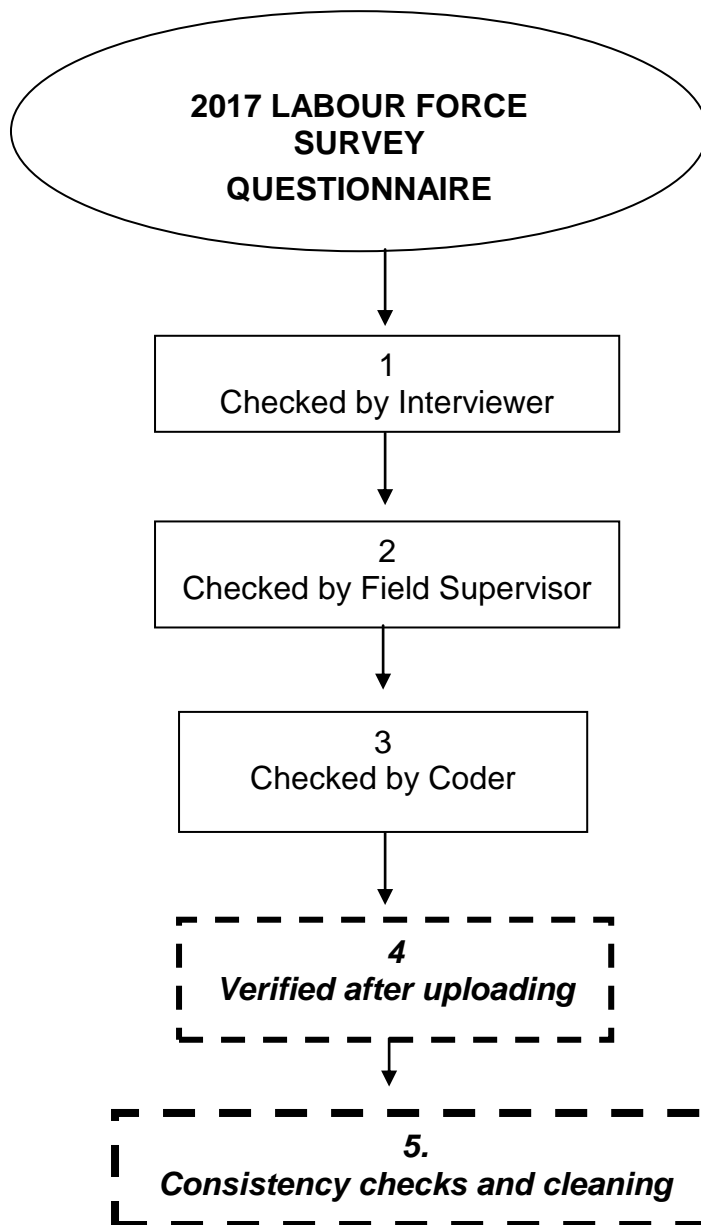 2017 LABOUR FORCE
SURVEY
QUESTIONNAIRE
1
Checked by Interviewer
2
Checked by Field Supervisor
3
Checked by Coder
4
Verified after uploading
5.
Consistency checks and cleaning